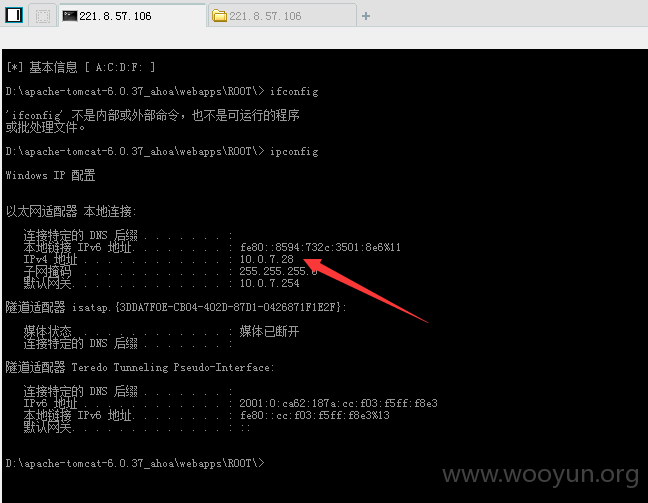 221.8.57.106
221.8.57.106
[*] 基本信息 [ A:C:D:F: ]
D:\apache-tomcat-6.0.37_ahoa\webapps\ROOT\> ifconfig
'ifconfig' 不是内部或外部命令，也不是可运行的程序
或批处理文件。
D:\apache-tomcat-6.0.37_ahoa\webapps\ROOT\> ipconfig
Windows IP 配置
以太网适配器 本地连接:
连接特定的 DNS 后缀 . . . . . . . :
本地链接 IPv6 地址. . . . . . . . : fe80::8594:732c:3501:8e6%11
IPv4 地址 . . . . . . . . . . . . : 10.0.7.28
子网掩码 . . . . . . . . . . . . : 255.255.255.0
默认网关. . . . . . . . . . . . . : 10.0.7.254
隧道适配器 isatap.{3DDA7F0E-CB04-402D-87D1-0426871F1E2F}:
媒体状态 . . . . . . . . . . . . : 媒体已断开
连接特定的 DNS 后缀 . . . . . . . :
隧道适配器 Teredo Tunneling Pseudo-Interface:
连接特定的 DNS 后缀 . . . . . . . :
IPv6 地址 . . . . . . . . . . . . : 2001:0:ca62:187a:cc:f03:f5ff:f8e3
本地链接 IPv6 地址. . . . . . . . : fe80::cc:f03:f5ff:f8e3%13
默认网关. . . . . . . . . . . . . : ::
D:\apache-tomcat-6.0.37_ahoa\webapps\ROOT\>
www.wooyun.org